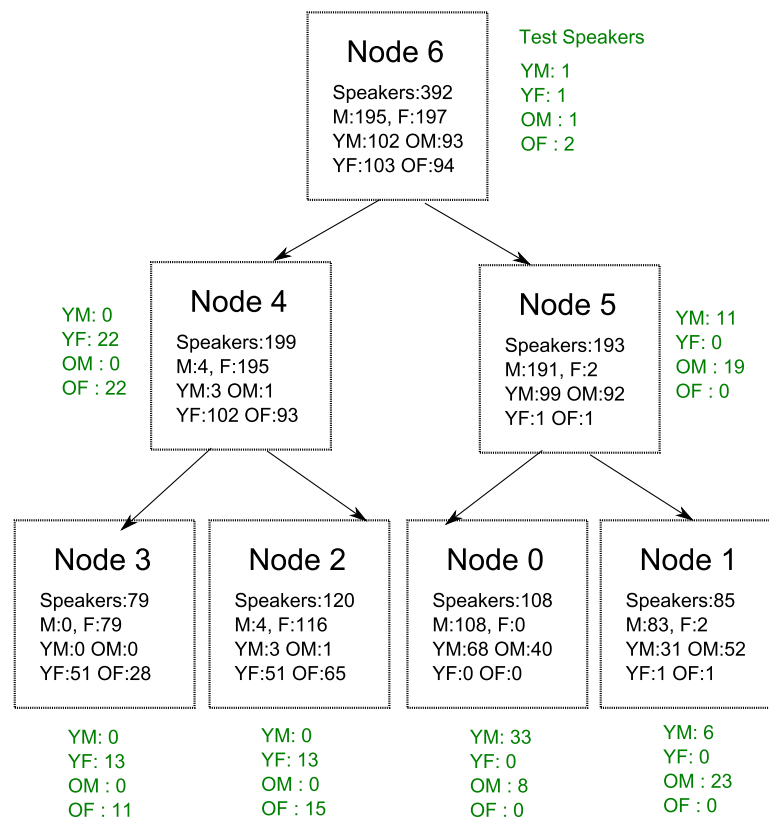 Node 6
Speakers:392
M:195, F:197
YM:102 OM:93
YF:103 OF:94
Test Speakers
YM: 1
YF: 1
OM : 1
OF : 2
YM: 0
YF: 22
OM : 0
OF : 22
Node 4
Speakers:199
M:4, F:195
YM:3 OM:1
YF:102 OF:93
Node 5
Speakers:193
M:191, F:2
YM:99 OM:92
YF:1 OF:1
YM: 11
YF: 0
OM : 19
OF : 0
Node 3
Speakers:79
M:0, F:79
YM:0 OM:0
YF:51 OF:28
Node 2
Speakers:120
M:4, F:116
YM:3 OM:1
YF:51 OF:65
Node 0
Speakers:108
M:108, F:0
YM:68 OM:40
YF:0 OF:0
Node 1
Speakers:85
M:83, F:2
YM:31 OM:52
YF:1 OF:1
YM: 0
YF: 13
OM : 0
OF : 11
YM: 0
YF: 13
OM : 0
OF : 15
YM: 33
YF: 0
OM : 8
OF : 0
YM: 6
YF: 0
OM : 23
OF : 0